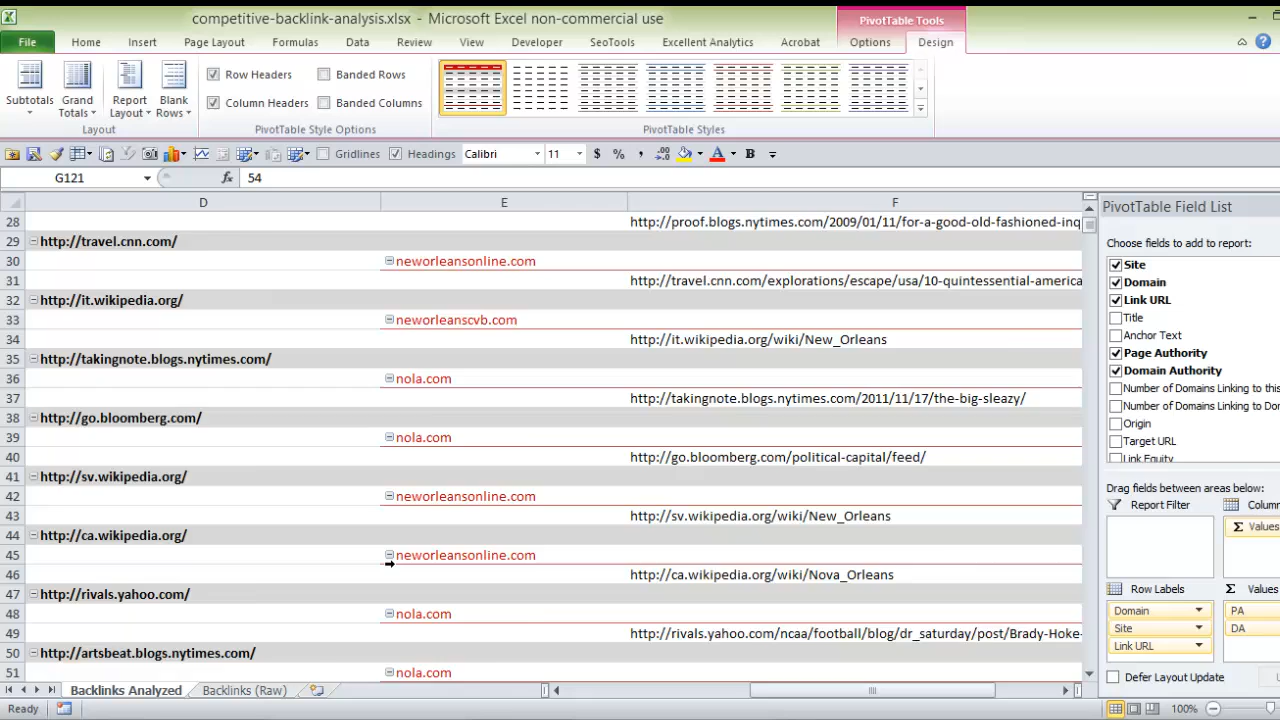 competitive-backlink-analysis.xlsx - Microsoft Excel non-commercial use
PivotTable Tools
File Home Insert Page Layout Formulas Data Review View Developer SeoTools Excellent Analytics Acrobat Options Design
Subtotals Grand Totals Report Layout Blank Rows
Row Headers Banded Rows
Column Headers Banded Columns
Layout PivotTable Style Options PivotTable Styles
Gridlines Headings Calibri 11 $ % , A B
G121 fx 54
D E F
28 http://proof.blogs.nytimes.com/2009/01/11/for-a-good-old-fashioned-inq
29 http://travel.cnn.com/
30 neworleansonline.com
31 http://travel.cnn.com/explorations/escape/usa/10-quintessential-america
32 http://it.wikipedia.org/
33 neworleanscvb.com
34 http://it.wikipedia.org/wiki/New_Orleans
35 http://takingnote.blogs.nytimes.com/
36 nola.com
37 http://takingnote.blogs.nytimes.com/2011/11/17/the-big-sleazy/
38 http://go.bloomberg.com/
39 nola.com
40 http://go.bloomberg.com/political-capital/feed/
41 http://sv.wikipedia.org/
42 neworleansonline.com
43 http://sv.wikipedia.org/wiki/New_Orleans
44 http://ca.wikipedia.org/
45 neworleansonline.com
46 http://ca.wikipedia.org/wiki/Nova_Orleans
47 http://rivals.yahoo.com/
48 nola.com
49 http://rivals.yahoo.com/ncaa/football/blog/dr_saturday/post/Brady-Hoke-
50 http://artsbeat.blogs.nytimes.com/
51 nola.com
PivotTable Field List
Choose fields to add to report:
Site
Domain
Link URL
Title
Anchor Text
Page Authority
Domain Authority
Number of Domains Linking to this
Number of Domains Linking to Do
Origin
Target URL
Link Equity
Drag fields between areas below:
Report Filter Colum
Σ Values
Row Labels Σ Values
Domain PA
Site DA
Link URL
Defer Layout Update
Backlinks Analyzed Backlinks (Raw)
Ready 100%